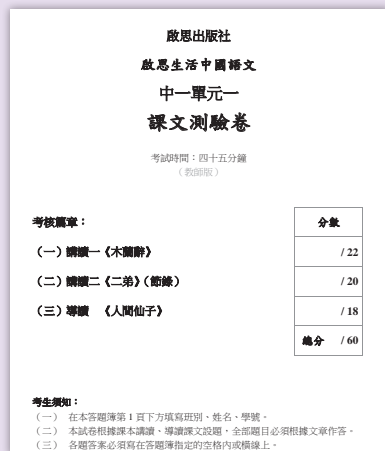 啟思出版社
啟思生活中國語文
中一單元一
課文測驗卷
考試時間：四十五分鐘
（教師版）
考核篇章： 分數
（一）講讀一《木蘭辭》 / 22
（二）講讀二《二弟》（節錄） / 20
（三）導讀 《人間仙子》 / 18
總分 / 60
考生須知：
（一） 在本答題簿第 1 頁下方填寫班別、姓名、學號。
（二） 本試卷根據課本講讀、導讀課文設題，全部題目必須根據文章作答。
（三） 各題答案必須寫在答題簿指定的空格內或橫線上。